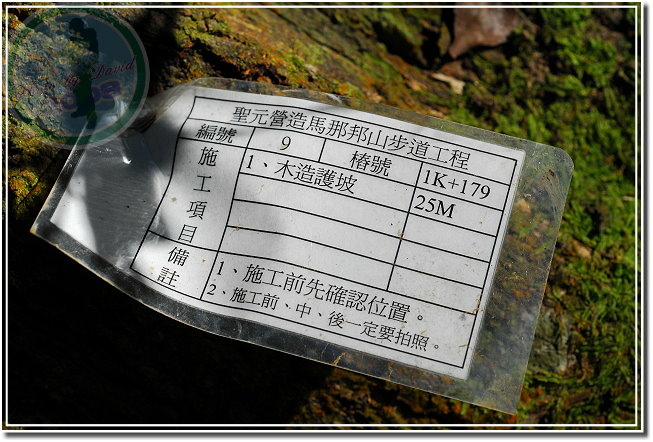 聖元營造馬那邦山步道工程
編號 9 樁號 1K+179
施工項目 1、木造護坡 25M
備註 1、施工前先確認位置。
2、施工前、中、後一定要拍照。
David